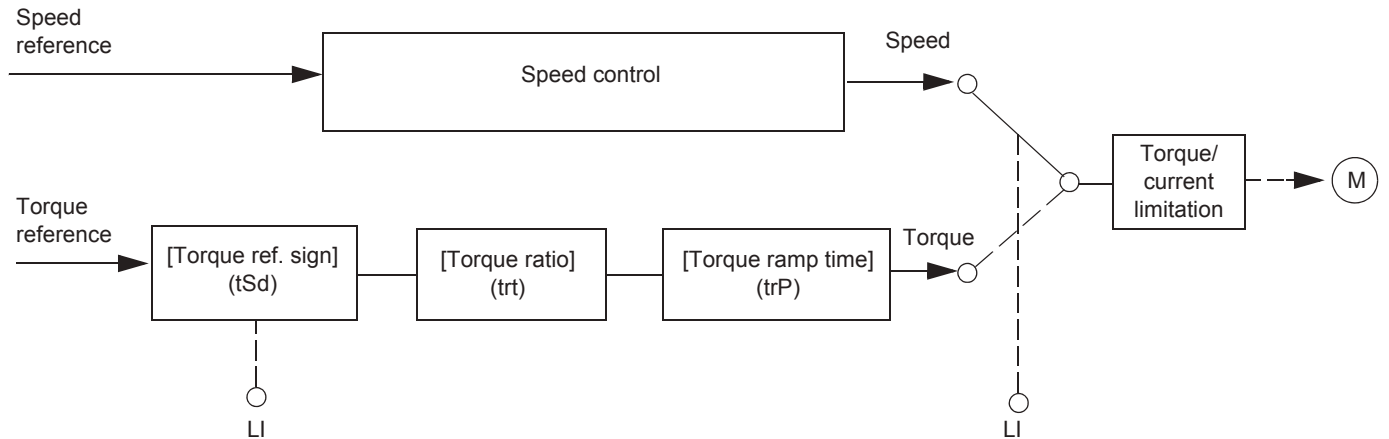 Speed
reference
Speed control
Speed
Torque/
current
limitation
M
Torque
reference
[Torque ref. sign]
(tSd)
[Torque ratio]
(trt)
[Torque ramp time]
(trP)
Torque
LI
LI